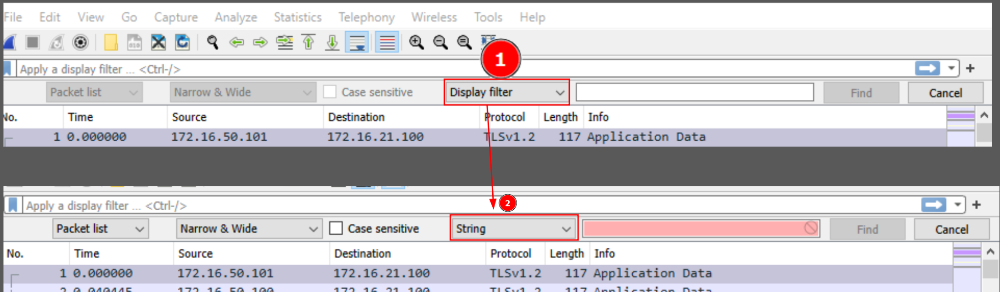 File Edit View Go Capture Analyze Statistics Telephony Wireless Tools Help
010
1
Apply a display filter ... <Ctrl-/> +
Packet list Narrow & Wide Case sensitive Display filter Find Cancel
No. Time Source Destination Protocol Length Info
1 0.000000 172.16.50.101 172.16.21.100 TLSv1.2 117 Application Data
2
Apply a display filter ... <Ctrl-/> +
Packet list Narrow & Wide Case sensitive String Find Cancel
No. Time Source Destination Protocol Length Info
1 0.000000 172.16.50.101 172.16.21.100 TLSv1.2 117 Application Data
2 0.040445 172.16.50.100 172.16.21.100 TLSv1.2 117 Application Data